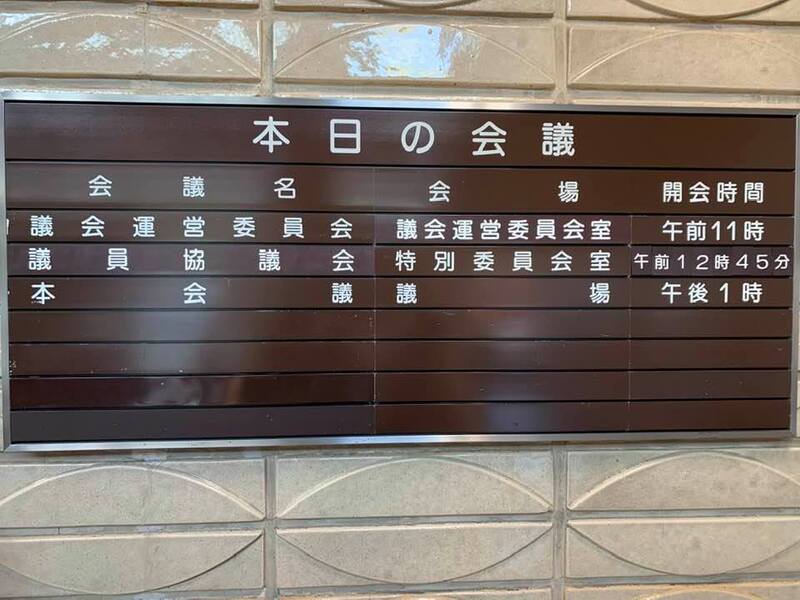 本日の会議
会議名 会場 開会時間
議会運営委員会 議会運営委員会室 午前11時
議員協議会 特別委員会室 午前12時45分
本会議 議場 午後1時